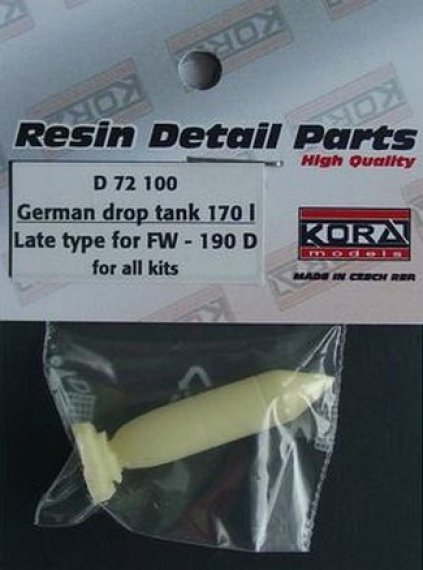 Resin Detail Parts
High Quality
D 72 100
German drop tank 170 l
Late type for FW - 190 D
for all kits
KORA
models
MADE IN CZECH REP.